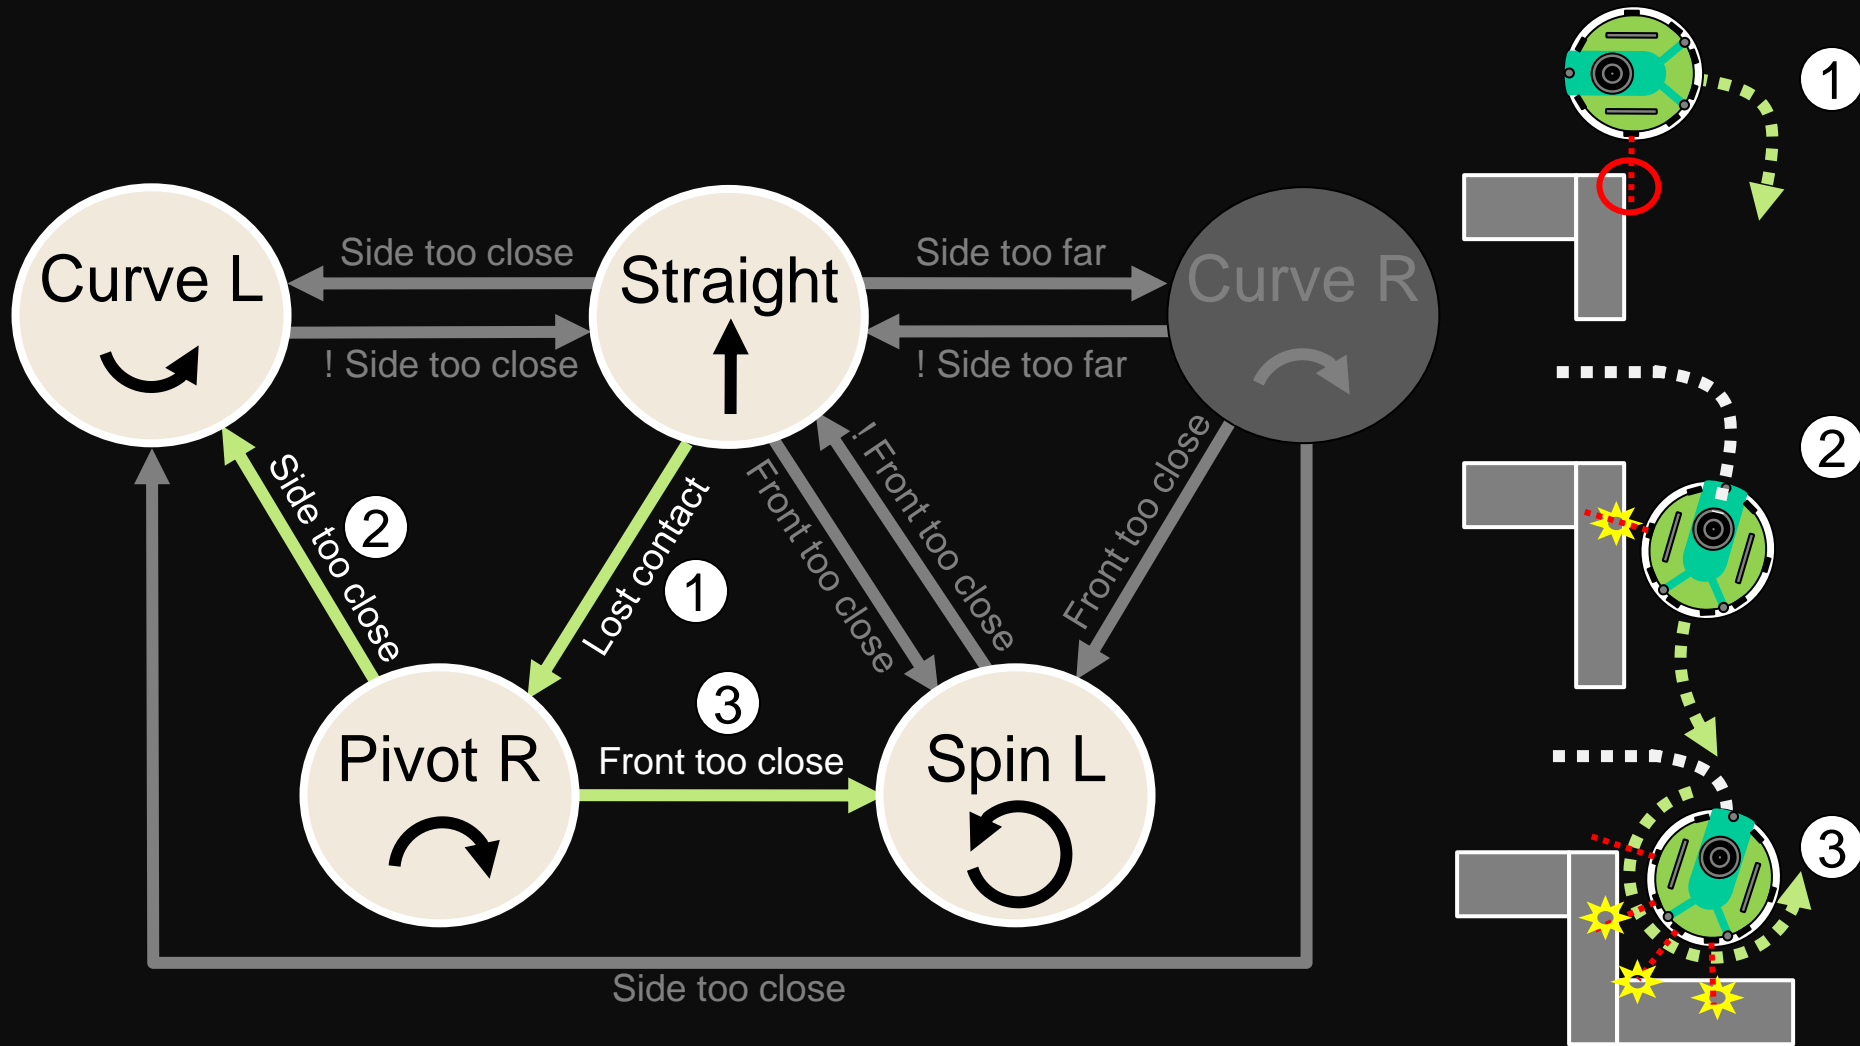 1
Side too close
Side too far
Curve L
Straight
Curve R
! Side too close
! Side too far
2
Side too close
2
Lost contact
1
Front too close
! Front too close
Front too close
3
Front too close
Pivot R
Spin L
3
Side too close